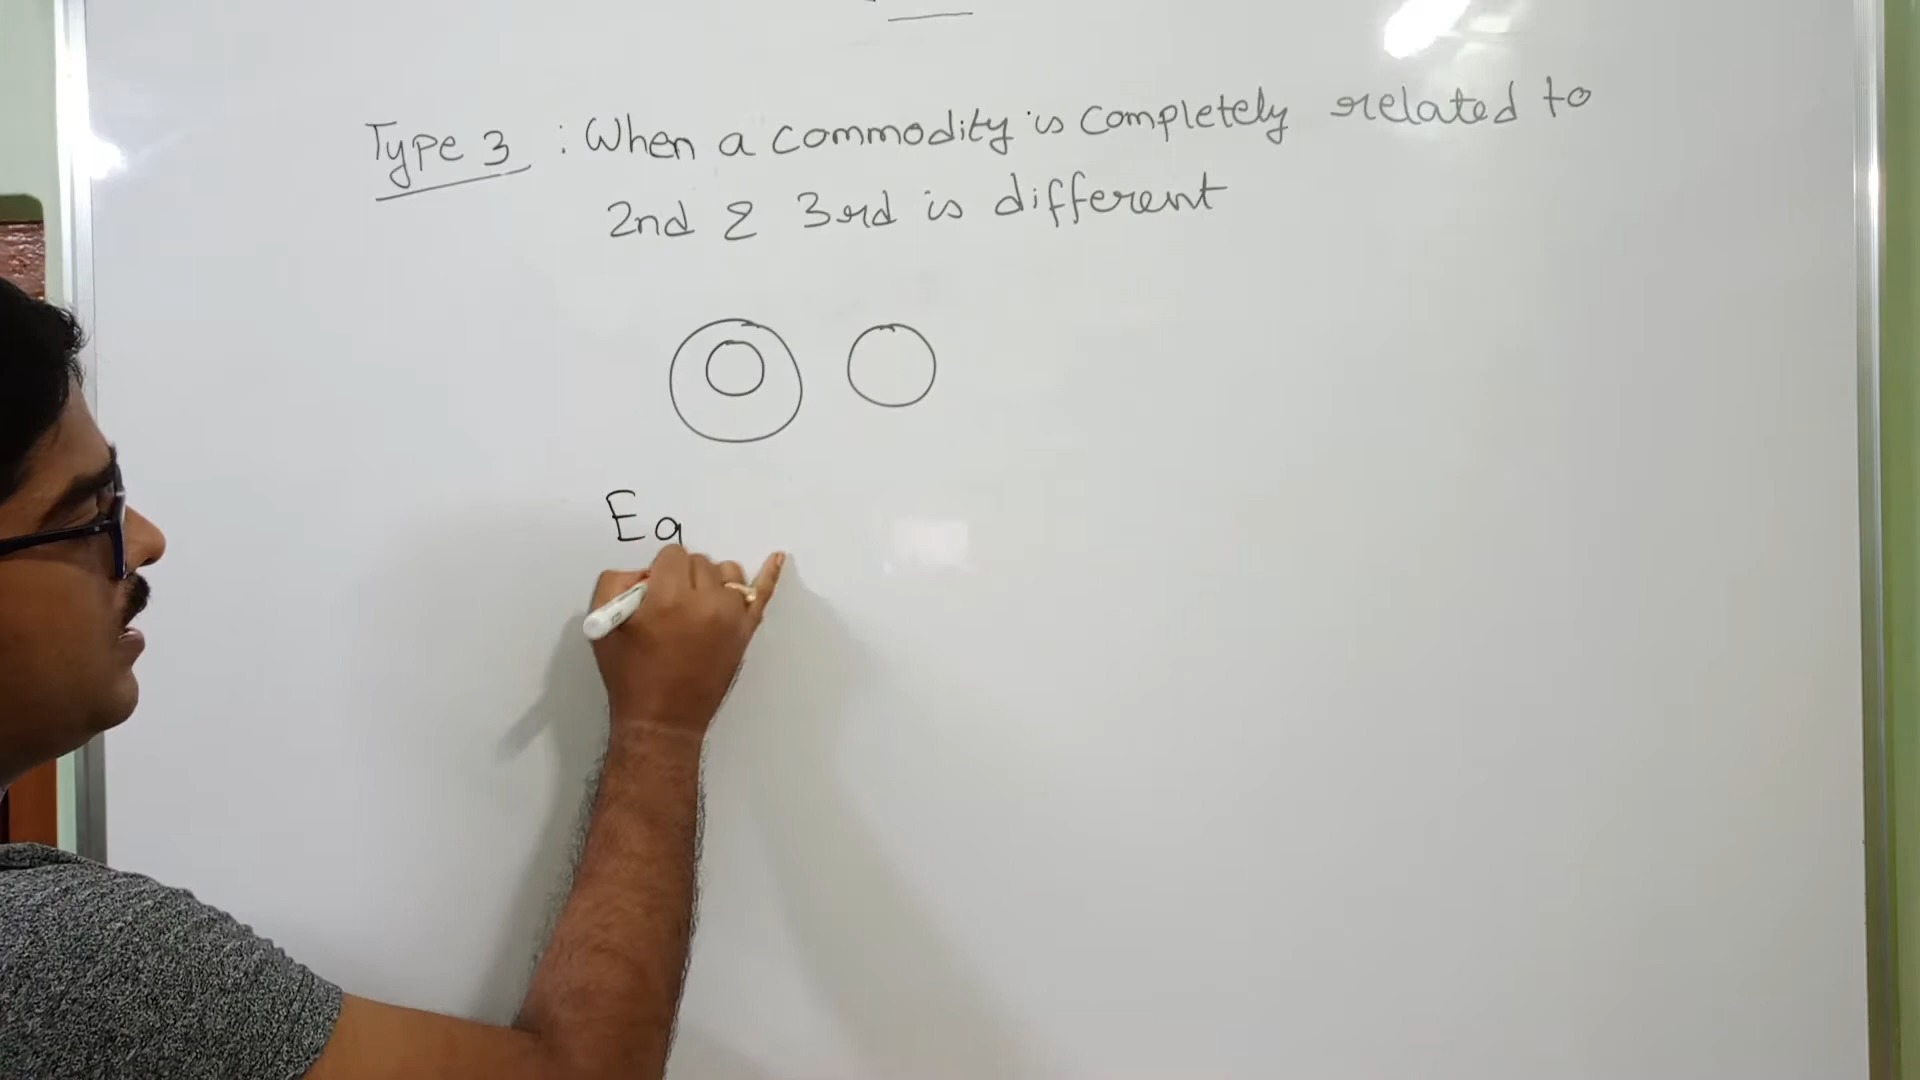 Type 3 : When a commodity is completely related to
2nd & 3rd is different
Eg